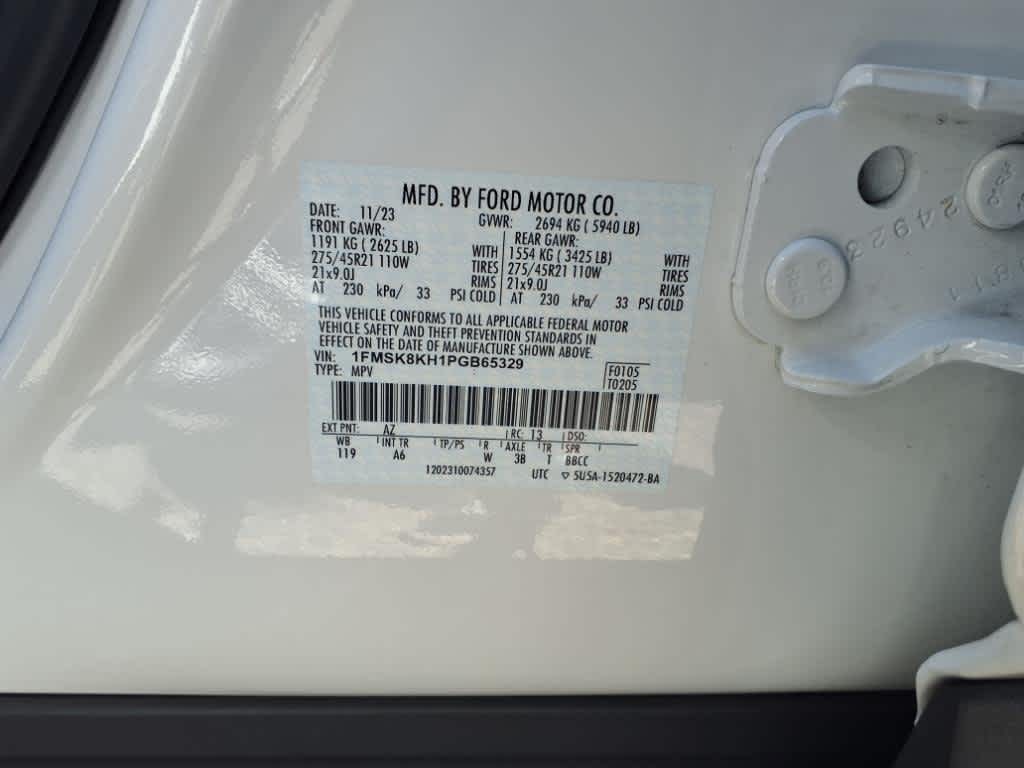 MFD. BY FORD MOTOR CO.
DATE: 11/23 GVWR: 2694 KG ( 5940 LB)
FRONT GAWR: REAR GAWR:
1191 KG ( 2625 LB) WITH 1554 KG ( 3425 LB) WITH
275/45R21 110W TIRES 275/45R21 110W TIRES
21x9.0J RIMS 21x9.0J RIMS
AT 230 kPa/ 33 PSI COLD AT 230 kPa/ 33 PSI COLD
THIS VEHICLE CONFORMS TO ALL APPLICABLE FEDERAL MOTOR
VEHICLE SAFETY AND THEFT PREVENTION STANDARDS IN
EFFECT ON THE DATE OF MANUFACTURE SHOWN ABOVE.
VIN: 1FMSK8KH1PGB65329
TYPE: MPV
F0105
T0205
EXT PNT: AZ RC: 13 DSO:
WB INT TR TP/PS R AXLE TR SPR
119 A6 W 3B T BBCC
1202310074357 UTC ▽ 5USA-1520472-BA
24923